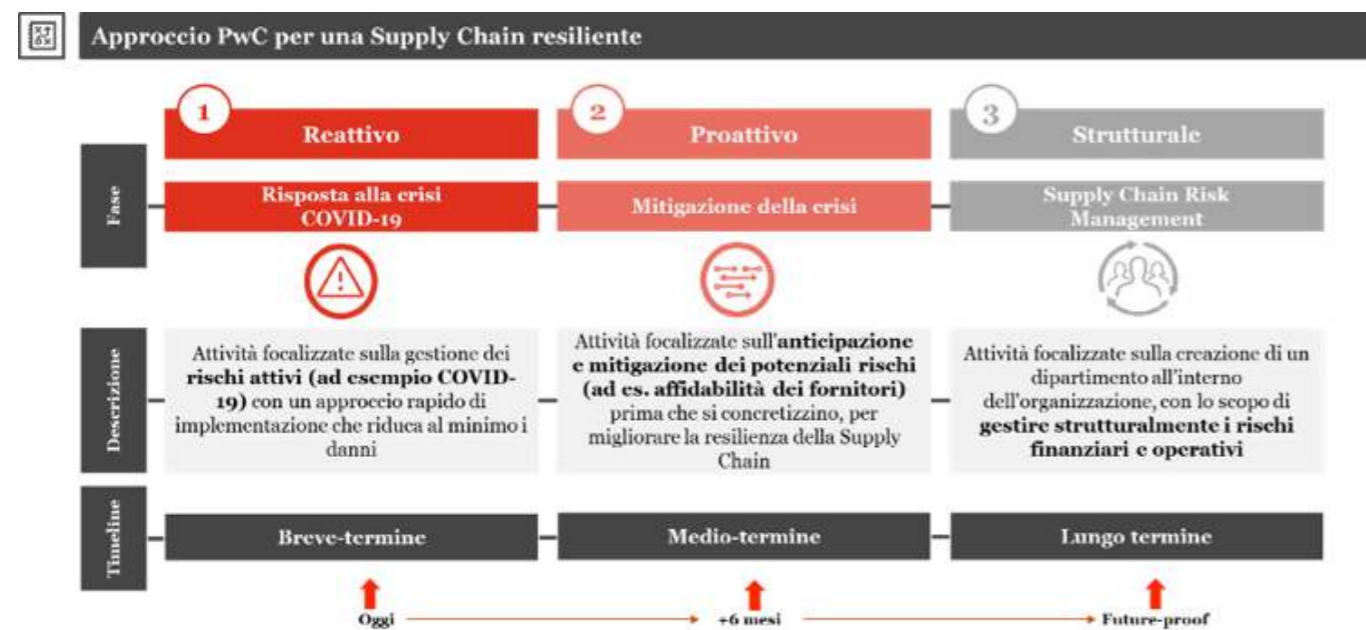 Approccio PwC per una Supply Chain resiliente
1
Reattivo
2
Proattivo
3
Strutturale
Fase
Risposta alla crisi
COVID-19
Mitigazione della crisi
Supply Chain Risk
Management
Descrizione
Attività focalizzate sulla gestione dei
rischi attivi (ad esempio COVID-
19) con un approccio rapido di
implementazione che riduca al minimo i
danni
Attività focalizzate sull'anticipazione
e mitigazione dei potenziali rischi
(ad es. affidabilità dei fornitori)
prima che si concretizzino, per
migliorare la resilienza della Supply
Chain
Attività focalizzate sulla creazione di un
dipartimento all'interno
dell'organizzazione, con lo scopo di
gestire strutturalmente i rischi
finanziari e operativi
Timeline
Breve-termine
Medio-termine
Lungo termine
Oggi
+6 mesi
Future-proof